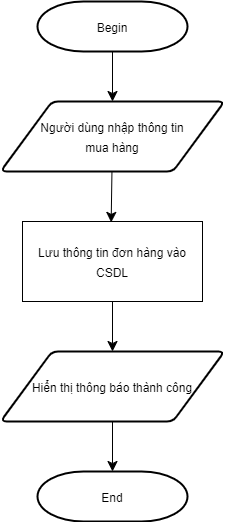 Begin
Người dùng nhập thông tin
mua hàng
Lưu thông tin đơn hàng vào
CSDL
Hiển thị thông báo thành công
End